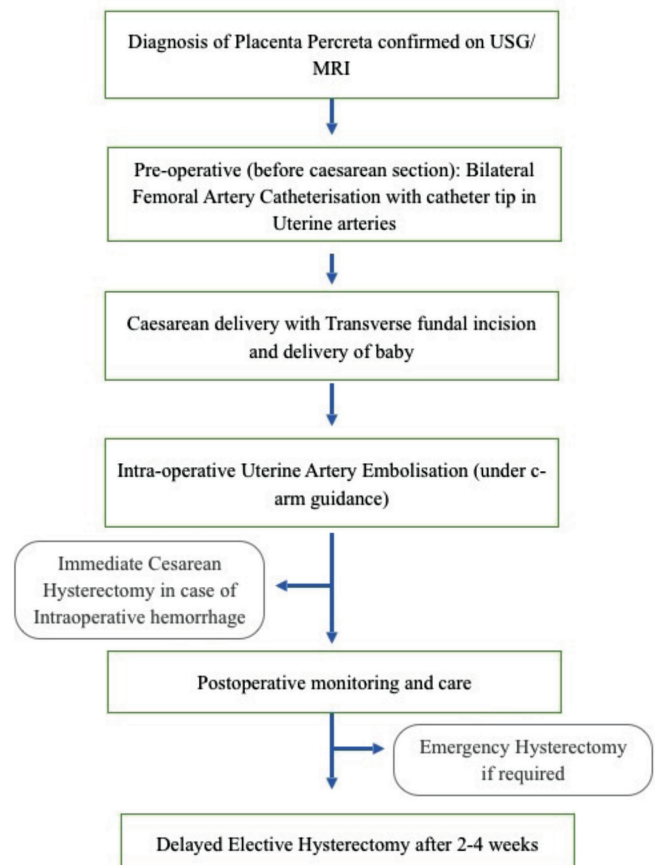 Diagnosis of Placenta Percreta confirmed on USG/
MRI
Pre-operative (before caesarean section): Bilateral
Femoral Artery Catheterisation with catheter tip in
Uterine arteries
Caesarean delivery with Transverse fundal incision
and delivery of baby
Intra-operative Uterine Artery Embolisation (under c-
arm guidance)
Immediate Cesarean
Hysterectomy in case of
Intraoperative hemorrhage
Postoperative monitoring and care
Emergency Hysterectomy
if required
Delayed Elective Hysterectomy after 2-4 weeks